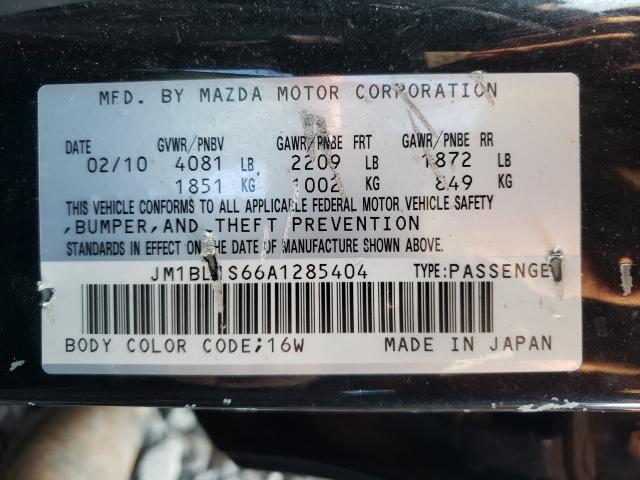 MFD. BY MAZDA MOTOR CORPORATION
DATE GVWR/PNBV GAWR/PNBE FRT GAWR/PNBE RR
02/10 4081 LB 2209 LB 1872 LB
1851 KG, 1002 KG 849 KG
THIS VEHICLE CONFORMS TO ALL APPLICABLE FEDERAL MOTOR VEHICLE SAFETY
,BUMPER,AND THEFT PREVENTION
STANDARDS IN EFFECT ON THE DATE OF MANUFACTURE SHOWN ABOVE.
TYPE:PASSENGER
BODY COLOR CODE;16W MADE IN JAPAN